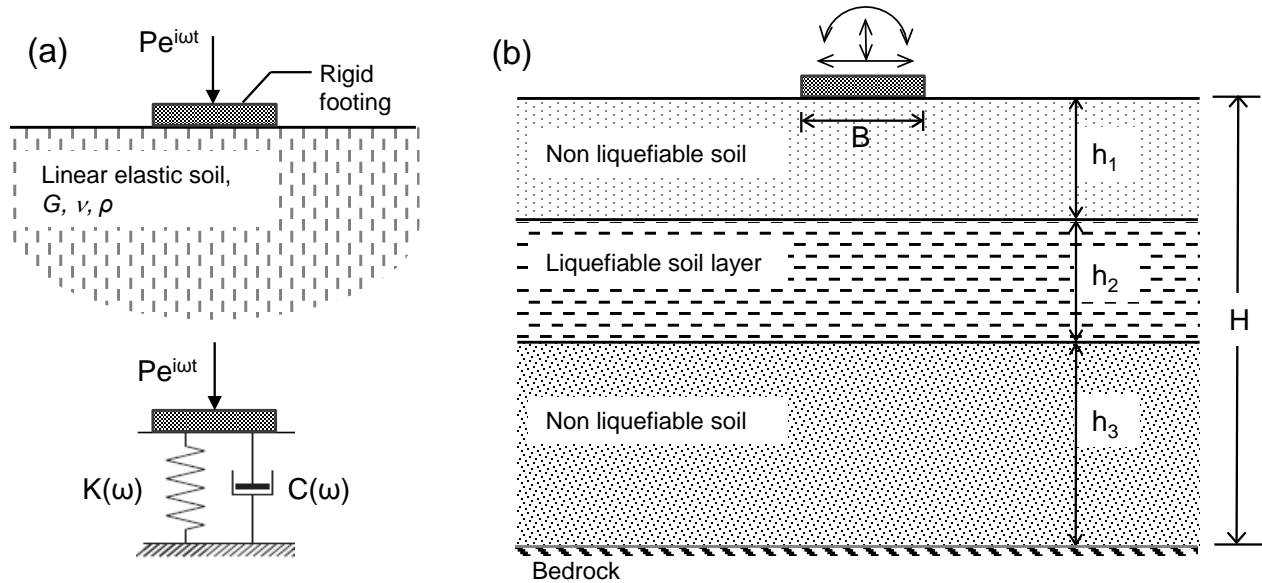 (a)
Pe^{iωt}
Rigid
footing
Linear elastic soil,
G, ν, ρ
Pe^{iωt}
K(ω)
C(ω)
(b)
B
Non liquefiable soil
h₁
Liquefiable soil layer
h₂
H
Non liquefiable soil
h₃
Bedrock